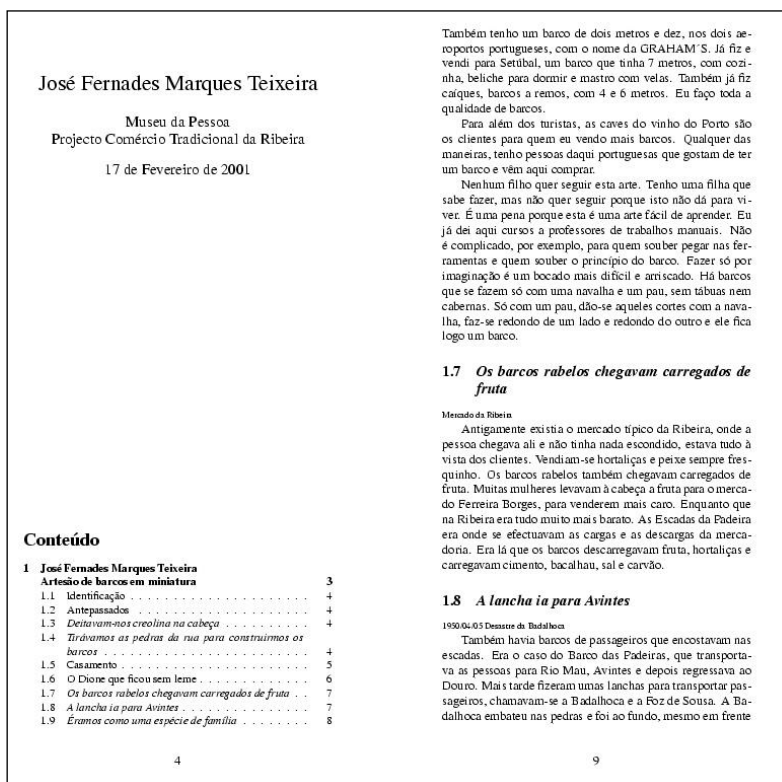 José Fernades Marques Teixeira
Museu da Pessoa
Projecto Comércio Tradicional da Ribeira
17 de Fevereiro de 2001
Conteúdo
1 José Fernades Marques Teixeira
Artesão de barcos em miniatura 3
1.1 Identificação . . . . . . . . . . . . . . . . . . . . . 4
1.2 Antepassados . . . . . . . . . . . . . . . . . . . . 4
1.3 Deitavam-nos creolina na cabeça . . . . . . . . . 4
1.4 Tirávamos as pedras da rua para construirmos os
barcos . . . . . . . . . . . . . . . . . . . . . . . . 4
1.5 Casamento . . . . . . . . . . . . . . . . . . . . . . 5
1.6 O Dione que ficou sem leme . . . . . . . . . . . . 6
1.7 Os barcos rabelos chegavam carregados de fruta . . 7
1.8 A lancha ia para Avintes . . . . . . . . . . . . . . . 7
1.9 Éramos como uma espécie de família . . . . . . . . 8
4
Também tenho um barco de dois metros e dez, nos dois ae-
roportos portugueses, com o nome da GRAHAM´S. Já fiz e
vendi para Setúbal, um barco que tinha 7 metros, com cozi-
nha, beliche para dormir e mastro com velas. Também já fiz
caíques, barcos a remos, com 4 e 6 metros. Eu faço toda a
qualidade de barcos.
Para além dos turistas, as caves do vinho do Porto são
os clientes para quem eu vendo mais barcos. Qualquer das
maneiras, tenho pessoas daqui portuguesas que gostam de ter
um barco e vêm aqui comprar.
Nenhum filho quer seguir esta arte. Tenho uma filha que
sabe fazer, mas não quer seguir porque isto não dá para vi-
ver. É uma pena porque esta é uma arte fácil de aprender. Eu
já dei aqui cursos a professores de trabalhos manuais. Não
é complicado, por exemplo, para quem souber pegar nas fer-
ramentas e quem souber o princípio do barco. Fazer só por
imaginação é um bocado mais difícil e arriscado. Há barcos
que se fazem só com uma navalha e um pau, sem tábuas nem
cabernas. Só com um pau, dão-se aqueles cortes com a nava-
lha, faz-se redondo de um lado e redondo do outro e ele fica
logo um barco.
1.7 Os barcos rabelos chegavam carregados de
fruta
Mercado da Ribeira
Antigamente existia o mercado típico da Ribeira, onde a
pessoa chegava ali e não tinha nada escondido, estava tudo à
vista dos clientes. Vendiam-se hortaliças e peixe sempre fres-
quinho. Os barcos rabelos também chegavam carregados de
fruta. Muitas mulheres levavam à cabeça a fruta para o merca-
do Ferreira Borges, para venderem mais caro. Enquanto que
na Ribeira era tudo muito mais barato. As Escadas da Padeira
era onde se efectuavam as cargas e as descargas da merca-
doria. Era lá que os barcos descarregavam fruta, hortaliças e
carregavam cimento, bacalhau, sal e carvão.
1.8 A lancha ia para Avintes
1950/04/05 Desastre da Badalhoca
Também havia barcos de passageiros que encostavam nas
escadas. Era o caso do Barco das Padeiras, que transporta-
va as pessoas para Rio Mau, Avintes e depois regressava ao
Douro. Mais tarde fizeram umas lanchas para transportar pas-
sageiros, chamavam-se a Badalhoca e a Foz de Sousa. A Ba-
dalhoca embateu nas pedras e foi ao fundo, mesmo em frente
9